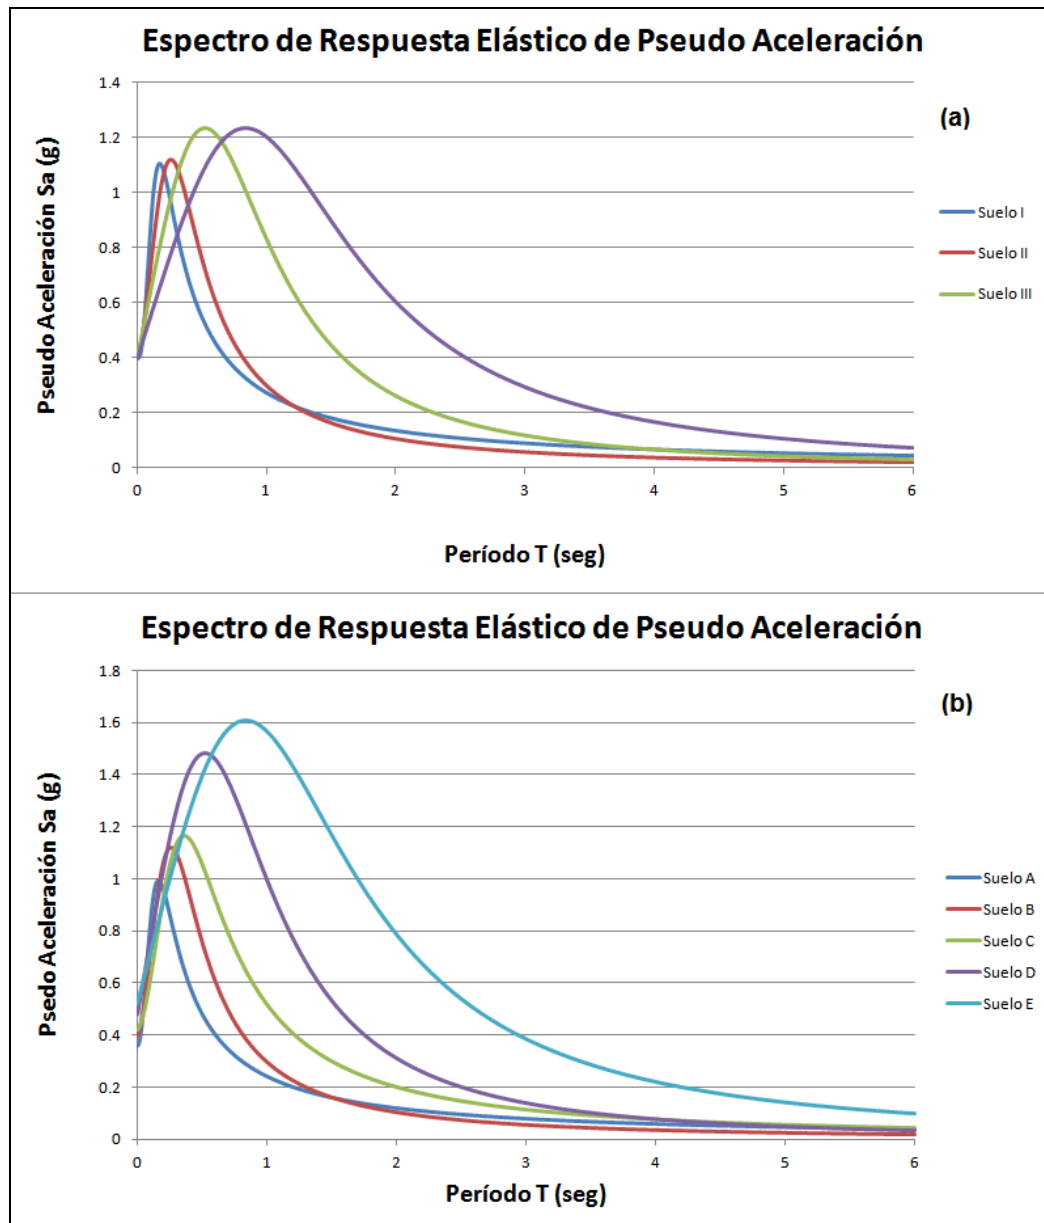 Espectro de Respuesta Elástico de Pseudo Aceleración
(a)
Pseudo Aceleración Sa (g)
1.4
1.2
1
0.8
0.6
0.4
0.2
0
0 1 2 3 4 5 6
Período T (seg)
Suelo I
Suelo II
Suelo III
Espectro de Respuesta Elástico de Pseudo Aceleración
(b)
Psedo Aceleración Sa (g)
1.8
1.6
1.4
1.2
1
0.8
0.6
0.4
0.2
0
0 1 2 3 4 5 6
Período T (seg)
Suelo A
Suelo B
Suelo C
Suelo D
Suelo E